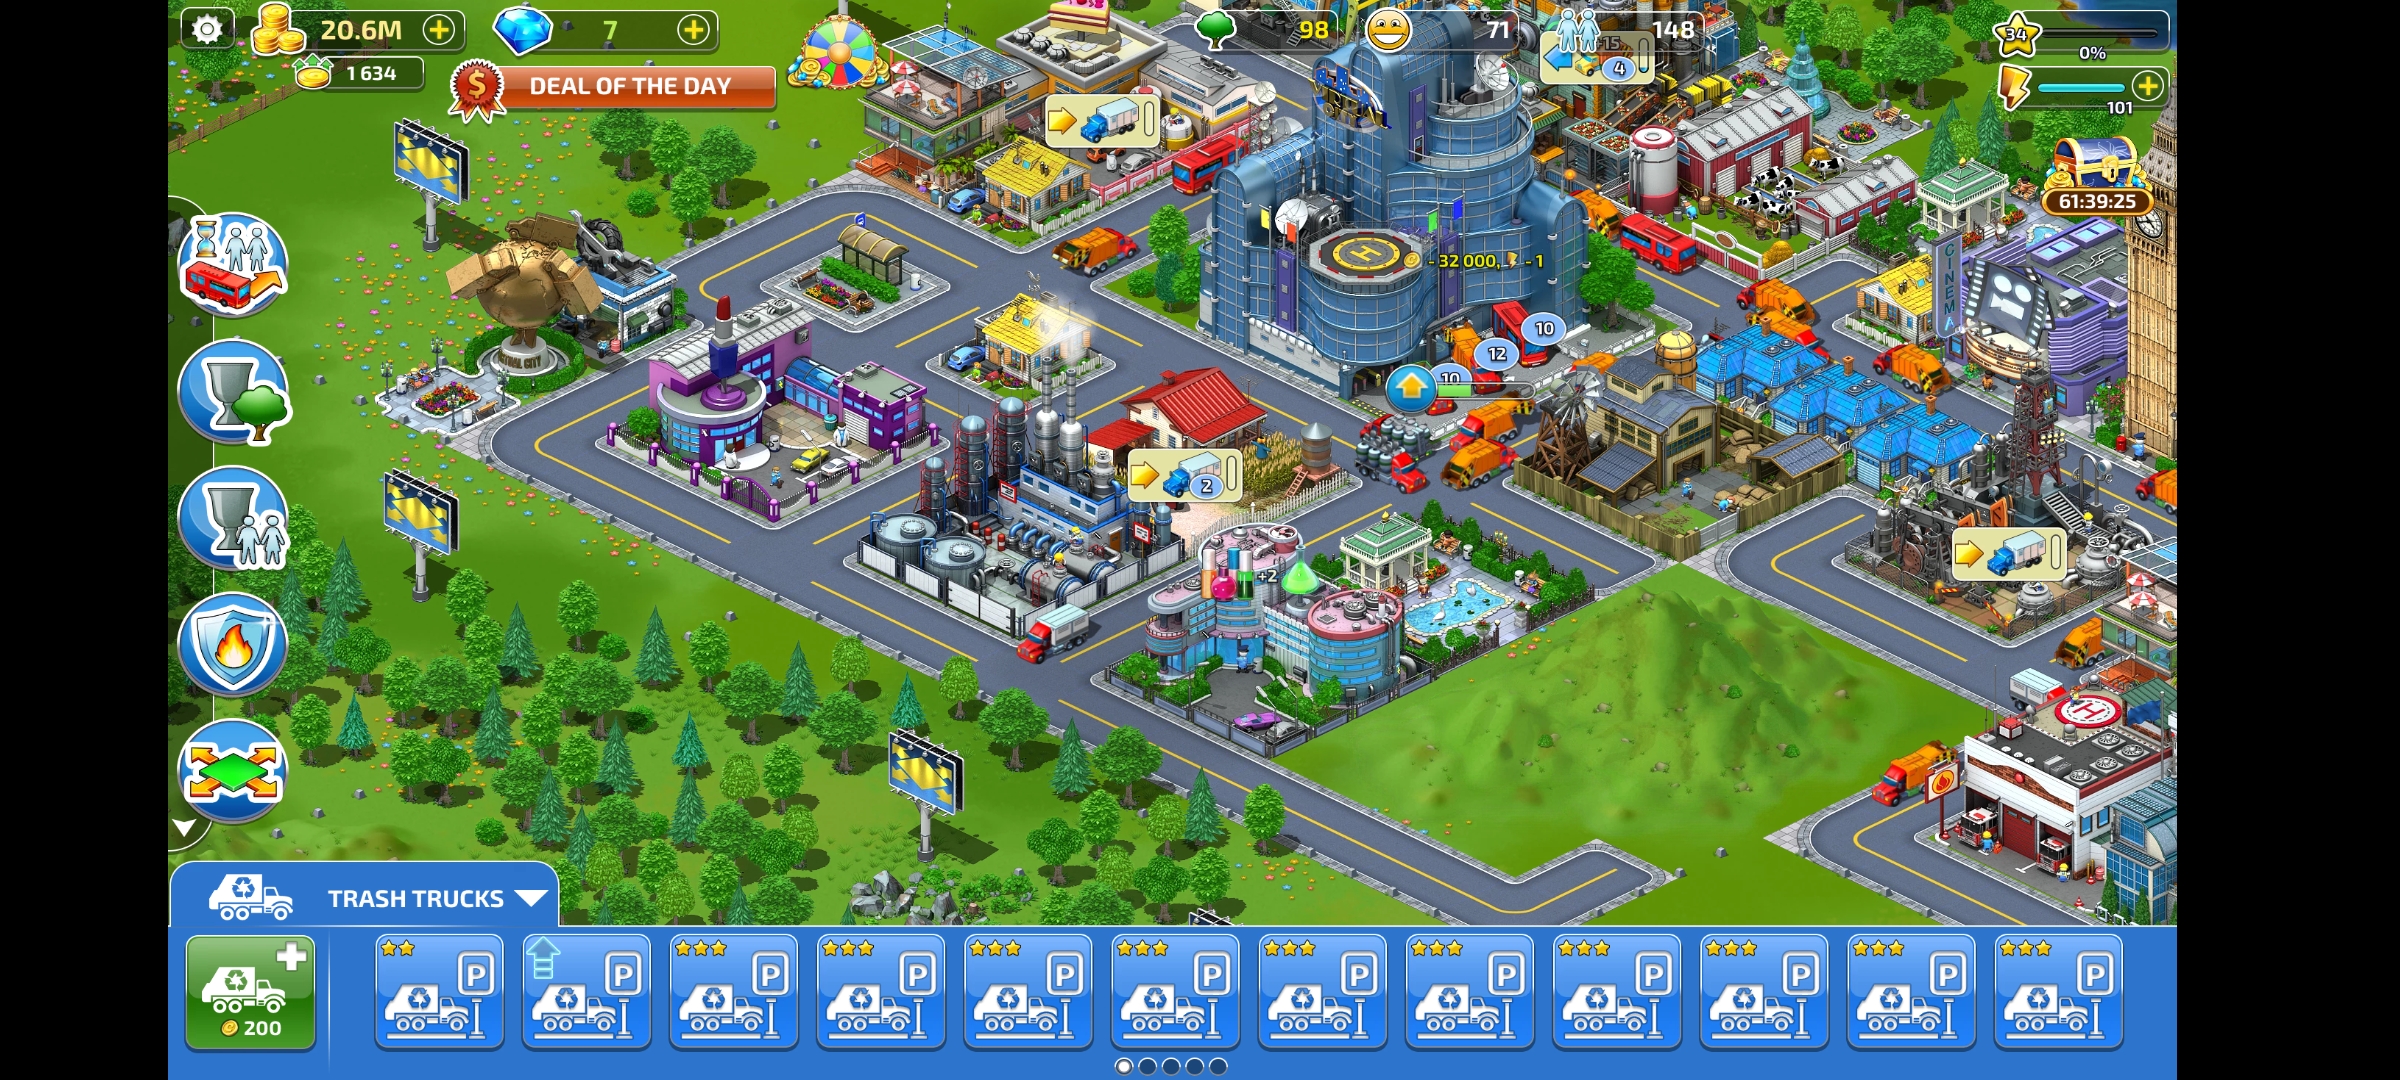 20.6M
7
98
71
148
34
0%
1 634
DEAL OF THE DAY
+15
4
101
61:39:25
CINEMA
- 32 000, - 1
10
12
10
2
+2
TRASH TRUCKS
200
P
P
P
P
P
P
P
P
P
P
P
P